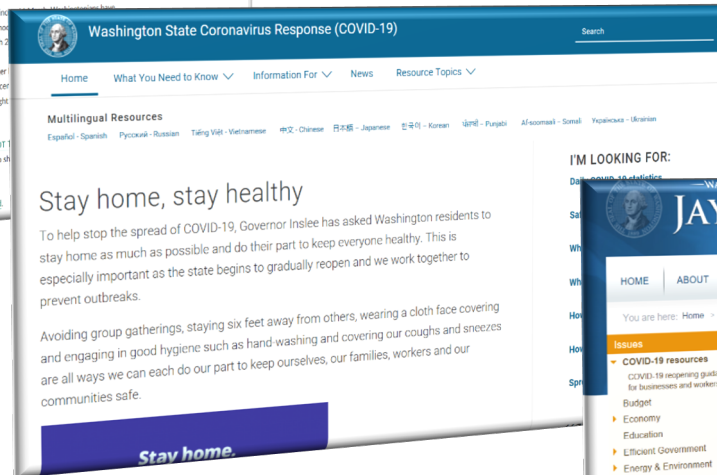 Washington State Coronavirus Response (COVID-19)
Search
Home What You Need to Know Information For News Resource Topics
Multilingual Resources
Español - Spanish Русский - Russian Tiếng Việt - Vietnamese 中文 - Chinese 日本語 - Japanese 한국어 - Korean ਪੰਜਾਬੀ - Punjabi Af-soomaali - Somali Українська - Ukrainian
Stay home, stay healthy
To help stop the spread of COVID-19, Governor Inslee has asked Washington residents to
stay home as much as possible and do their part to keep everyone healthy. This is
especially important as the state begins to gradually reopen and we work together to
prevent outbreaks.
Avoiding group gatherings, staying six feet away from others, wearing a cloth face covering
and engaging in good hygiene such as hand-washing and covering our coughs and sneezes
are all ways we can each do our part to keep ourselves, our families, workers and our
communities safe.
Stay home.
I'M LOOKING FOR:
COVID-19 statistics
HOME ABOUT
You are here: Home >
Issues
COVID-19 resources
COVID-19 reopening
for businesses and
Budget
Economy
Education
Efficient Government
Energy & Environment